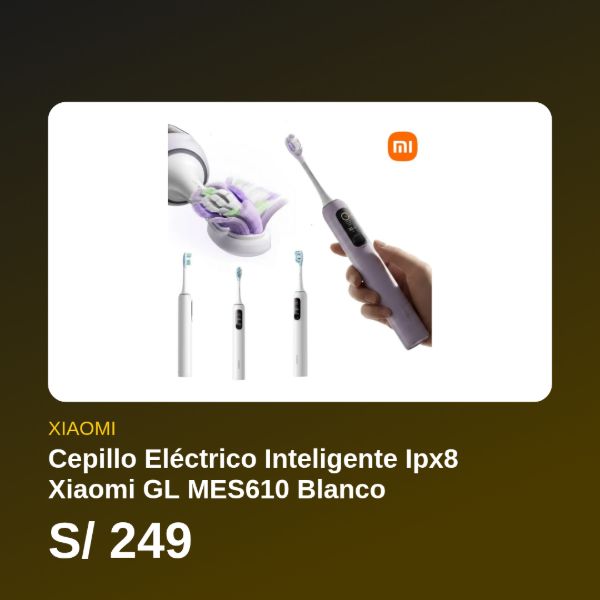 mi
XIAOMI
Cepillo Eléctrico Inteligente Ipx8
Xiaomi GL MES610 Blanco
S/ 249